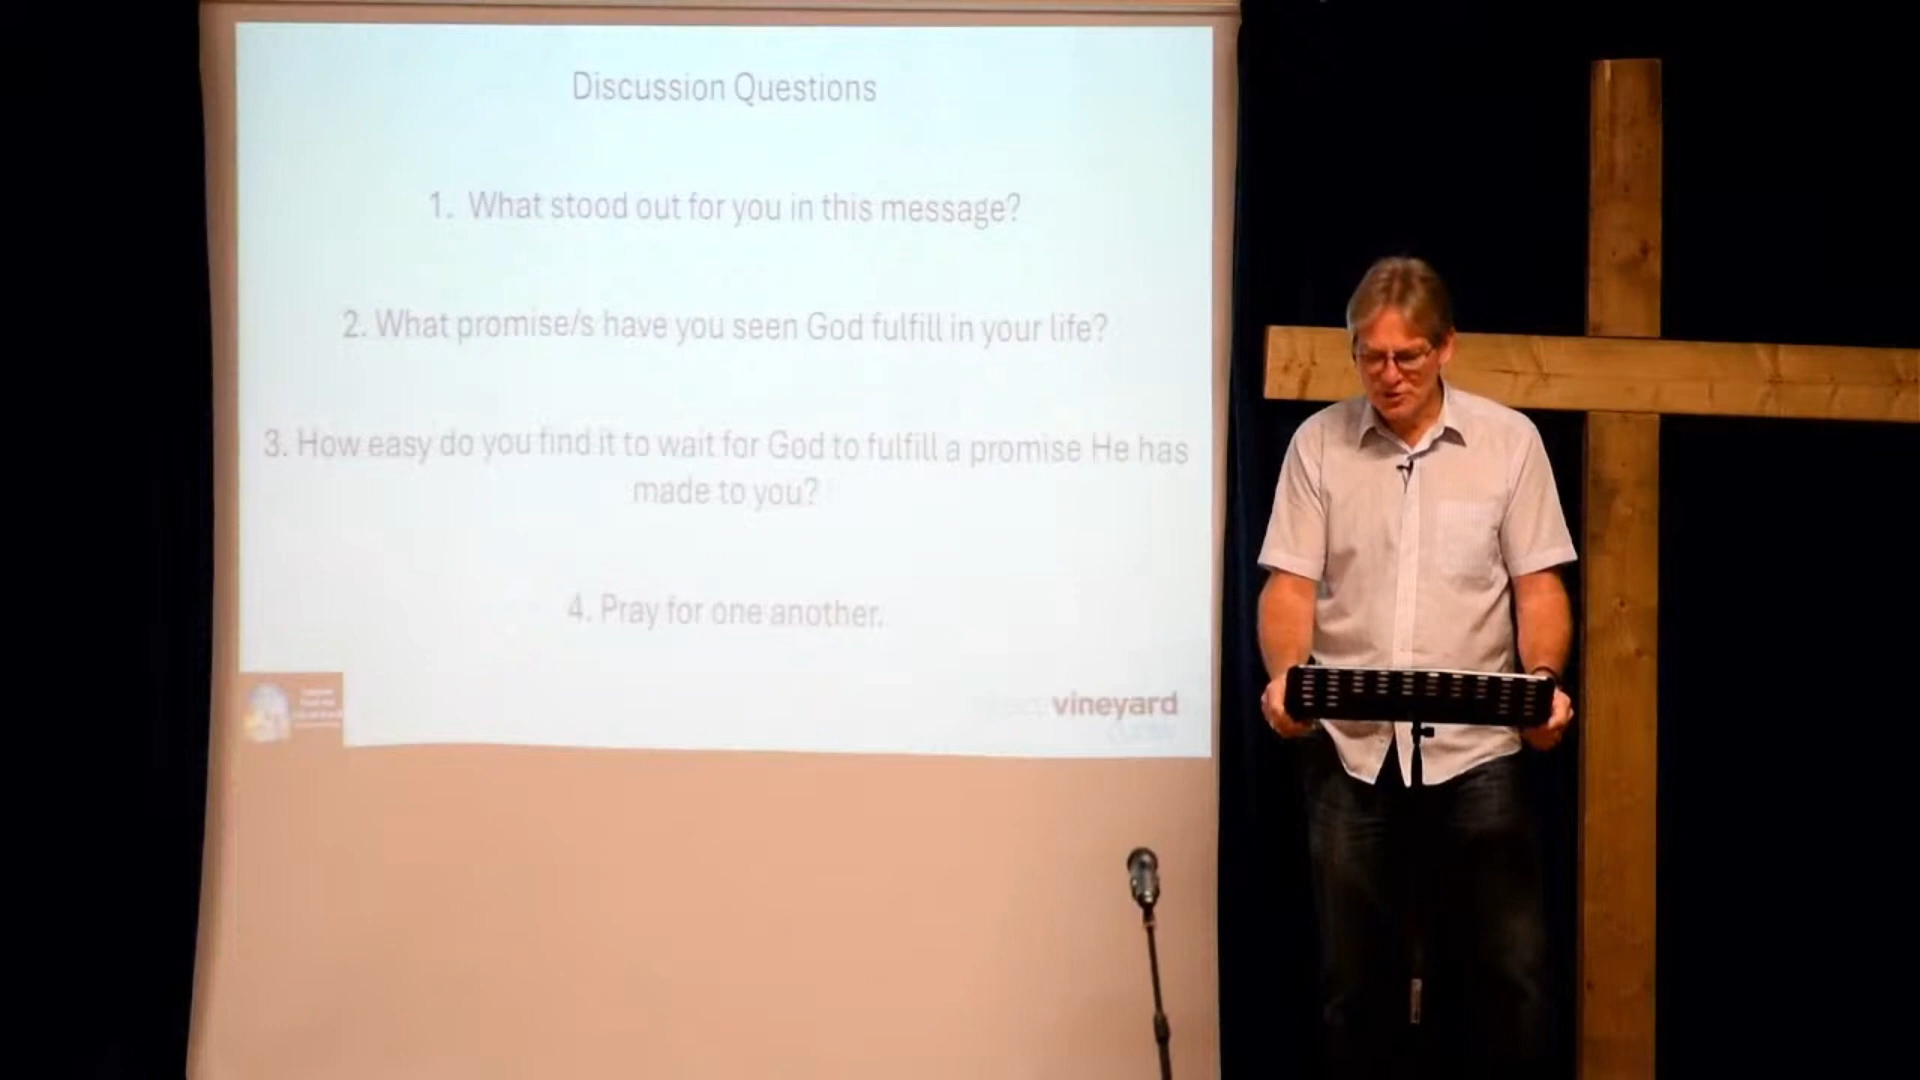 Discussion Questions
1. What stood out for you in this message?
2. What promise/s have you seen God fulfill in your life?
3. How easy do you find it to wait for God to fulfill a promise He has
made to you?
4. Pray for one another.
vineyard